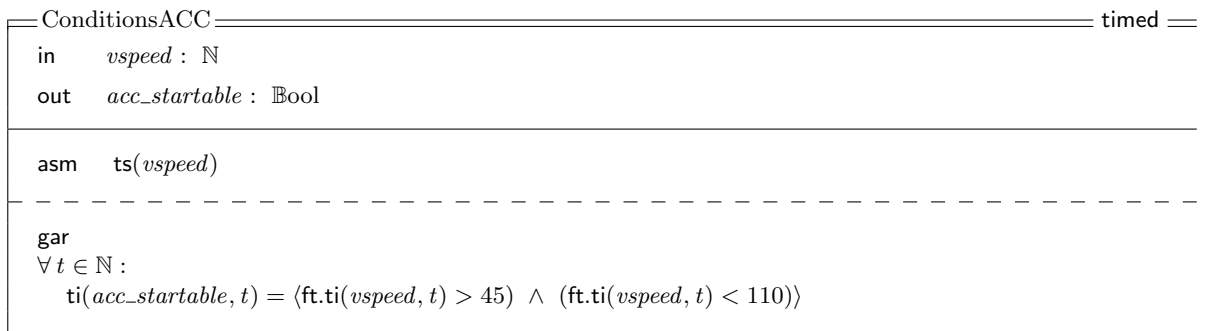 ConditionsACC timed
in vspeed : ℕ
out acc_startable : 𝔹ool
asm ts(vspeed)
gar
∀ t ∈ ℕ :
ti(acc_startable, t) = ⟨ft.ti(vspeed, t) > 45) ∧ (ft.ti(vspeed, t) < 110)⟩